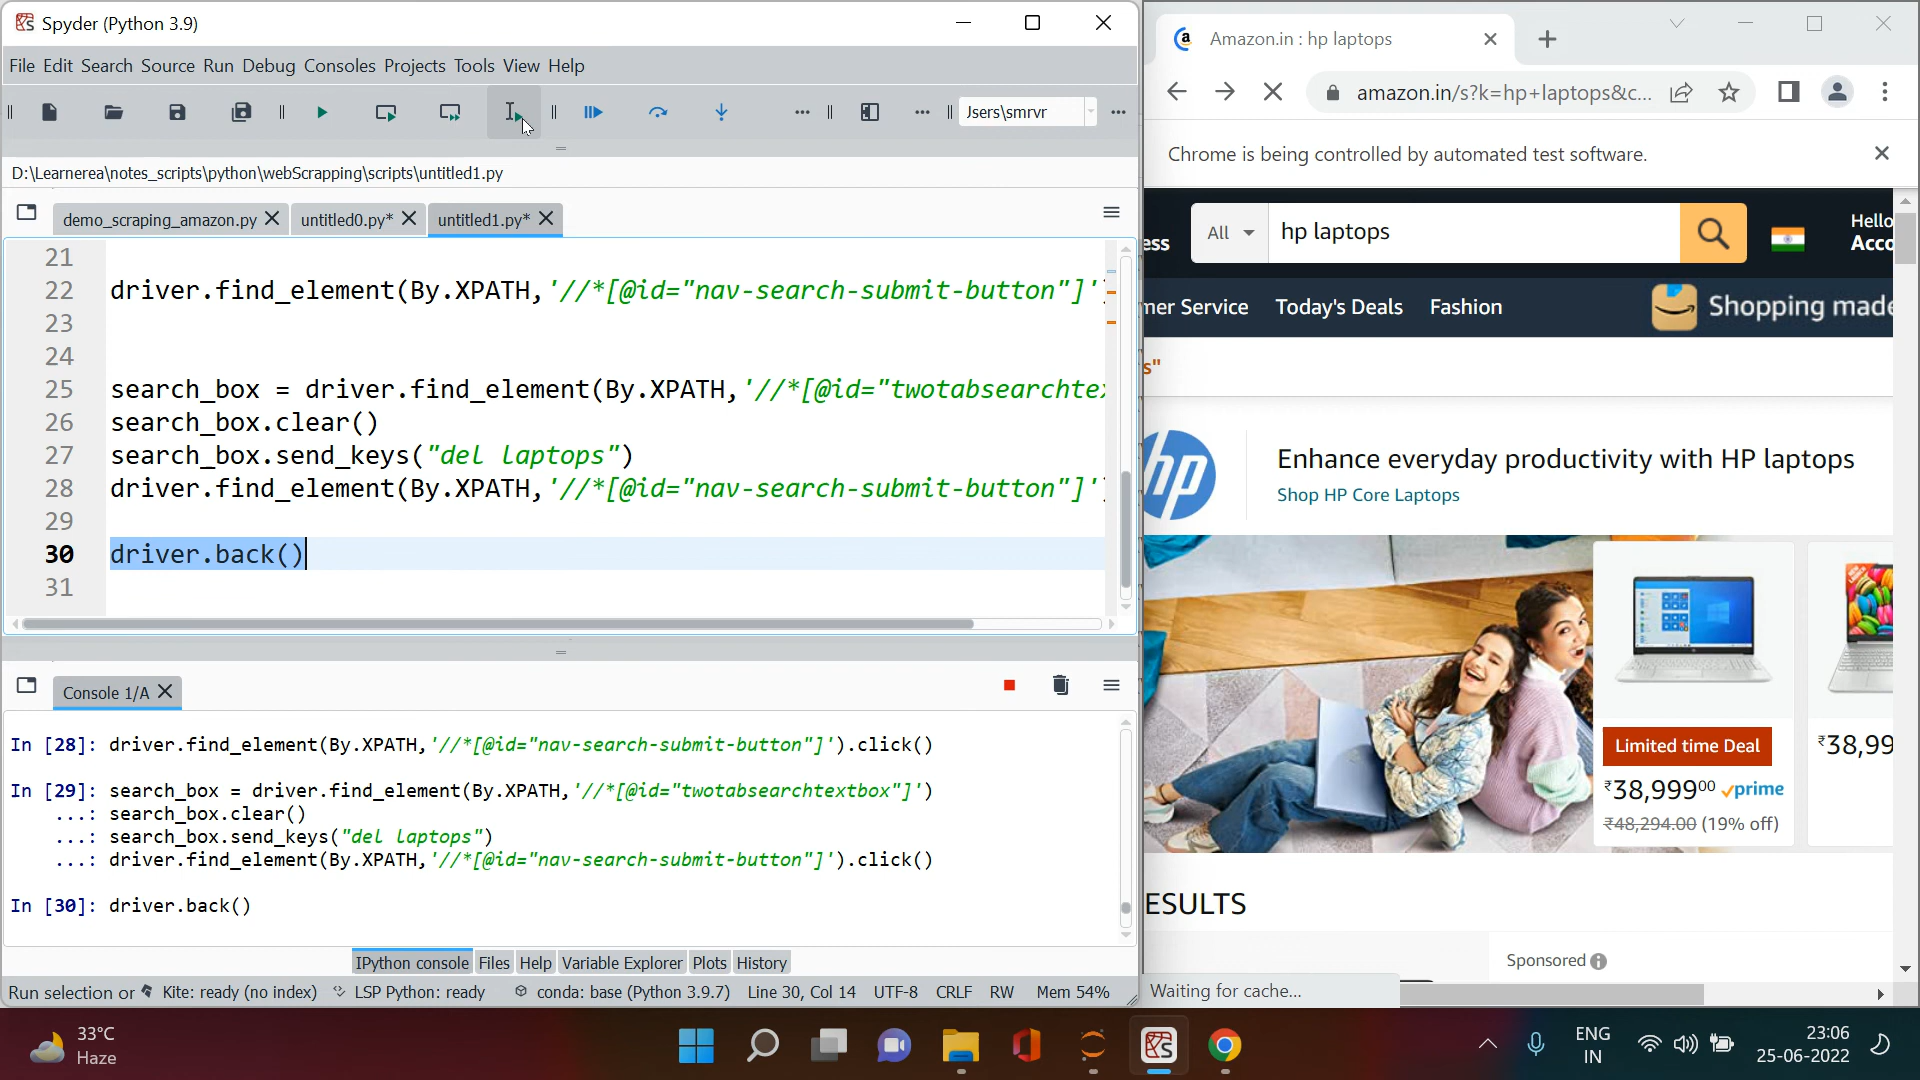 Spyder (Python 3.9)
File Edit Search Source Run Debug Consoles Projects Tools View Help
Jsers\smrvr
D:\Learnerea\notes_scripts\python\webScrapping\scripts\untitled1.py
demo_scraping_amazon.py
untitled0.py*
untitled1.py*
21
22 driver.find_element(By.XPATH,'//*[@id="nav-search-submit-button"]')
23
24
25 search_box = driver.find_element(By.XPATH,'//*[@id="twotabsearchtex
26 search_box.clear()
27 search_box.send_keys("del laptops")
28 driver.find_element(By.XPATH,'//*[@id="nav-search-submit-button"]')
29
30 driver.back()
31
Console 1/A
In [28]: driver.find_element(By.XPATH,'//*[@id="nav-search-submit-button"]').click()
In [29]: search_box = driver.find_element(By.XPATH,'//*[@id="twotabsearchtextbox"]')
...: search_box.clear()
...: search_box.send_keys("del laptops")
...: driver.find_element(By.XPATH,'//*[@id="nav-search-submit-button"]').click()
In [30]: driver.back()
IPython console Files Help Variable Explorer Plots History
Run selection or Kite: ready (no index) LSP Python: ready conda: base (Python 3.9.7) Line 30, Col 14 UTF-8 CRLF RW Mem 54%
Amazon.in : hp laptops
amazon.in/s?k=hp+laptops&c...
Chrome is being controlled by automated test software.
ess
All
hp laptops
Hello
Acco
mer Service Today's Deals Fashion
Shopping made
s"
hp
Enhance everyday productivity with HP laptops
Shop HP Core Laptops
Limited time Deal
₹38,999⁰⁰ prime
₹48,294.00 (19% off)
₹38,99
ESULTS
Sponsored
Waiting for cache...
33°C
Haze
ENG
IN
23:06
25-06-2022